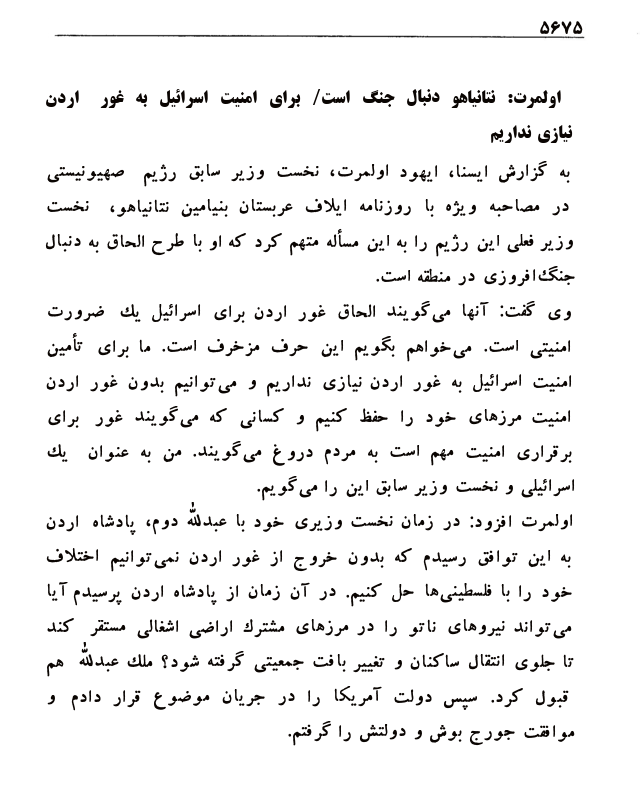 ۵۶۷۵
اولمرت: نتانیاهو دنبال جنگ است/ برای امنیت اسرائیل به غور اردن
نیازی نداریم
به گزارش ایسنا، ایهود اولمرت، نخست وزیر سابق رژیم صهیونیستی
در مصاحبه ویژه با روزنامه ایلاف عربستان بنیامین نتانیاهو، نخست
وزیر فعلی این رژیم را به این مسأله متهم کرد که او با طرح الحاق به دنبال
جنگ‌افروزی در منطقه است.
وی گفت: آنها می‌گویند الحاق غور اردن برای اسرائیل یك ضرورت
امنیتی است. می‌خواهم بگویم این حرف مزخرف است. ما برای تأمین
امنیت اسرائیل به غور اردن نیازی نداریم و می‌توانیم بدون غور اردن
امنیت مرزهای خود را حفظ کنیم و کسانی که می‌گویند غور برای
برقراری امنیت مهم است به مردم دروغ می‌گویند. من به عنوان یك
اسرائیلی و نخست وزیر سابق این را می‌گویم.
اولمرت افزود: در زمان نخست وزیری خود با عبدالله دوم، پادشاه اردن
به این توافق رسیدم که بدون خروج از غور اردن نمی‌توانیم اختلاف
خود را با فلسطینی‌ها حل کنیم. در آن زمان از پادشاه اردن پرسیدم آیا
می‌تواند نیروهای ناتو را در مرزهای مشترك اراضی اشغالی مستقر کند
تا جلوی انتقال ساکنان و تغییر بافت جمعیتی گرفته شود؟ ملك عبدالله هم
قبول کرد. سپس دولت آمریکا را در جریان موضوع قرار دادم و
موافقت جورج بوش و دولتش را گرفتم.